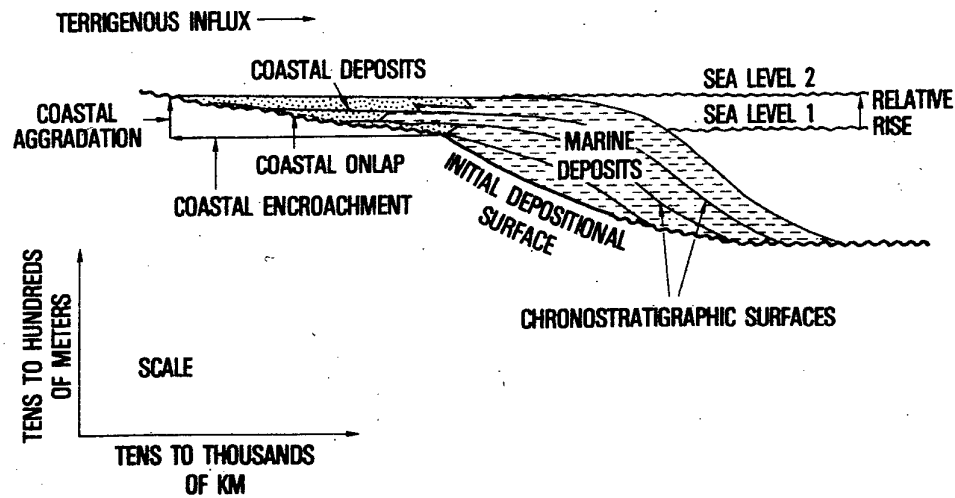 TERRIGENOUS INFLUX
COASTAL DEPOSITS
SEA LEVEL 2
SEA LEVEL 1
RELATIVE
RISE
COASTAL
AGGRADATION
MARINE
DEPOSITS
COASTAL ONLAP
COASTAL ENCROACHMENT
INITIAL DEPOSITIONAL
SURFACE
CHRONOSTRATIGRAPHIC SURFACES
TENS TO HUNDREDS
OF METERS
SCALE
TENS TO THOUSANDS
OF KM